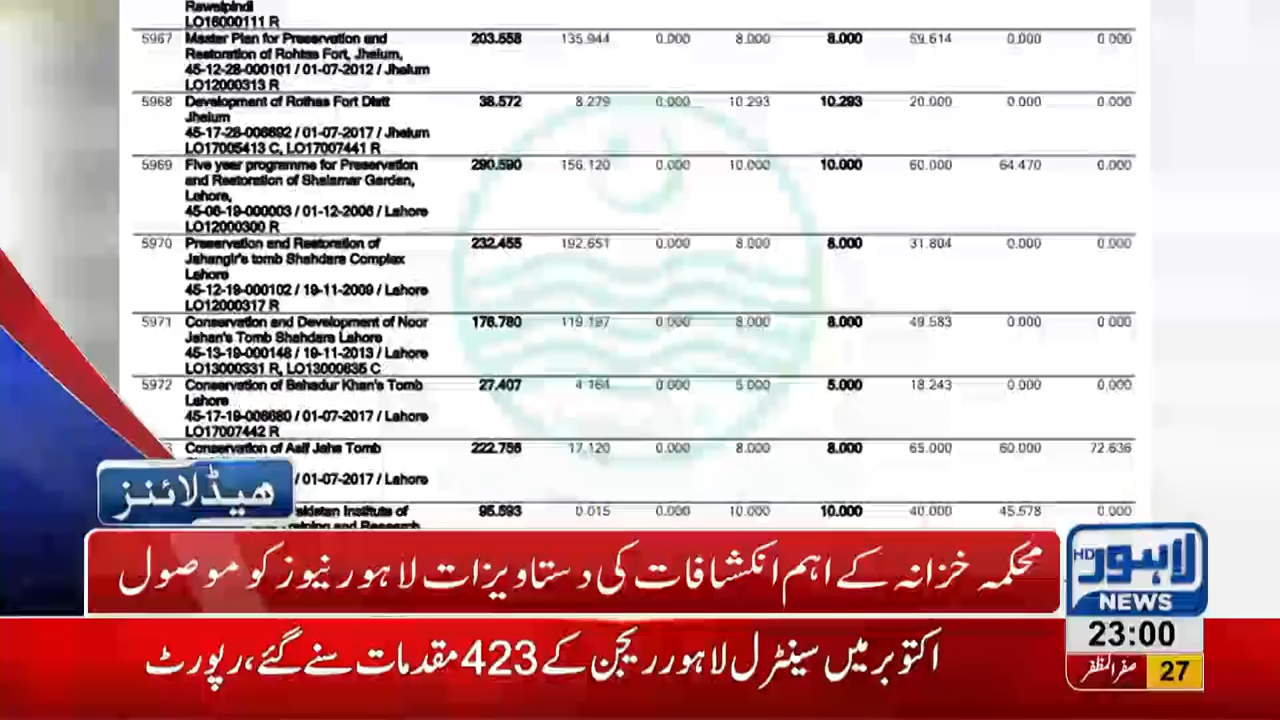 Rawalpindi
LO16000111 R
5967 Master Plan for Preservation and 203.558 135.944 0.000 8.000 8.000 59.614 0.000 0.000
Restoration of Rohtas Fort, Jhelum,
45-12-28-000101 / 01-07-2012 / Jhelum
LO12000313 R
5968 Development of Rothas Fort Distt 38.572 8.279 0.000 10.293 10.293 20.000 0.000 0.000
Jhelum
45-17-28-006892 / 01-07-2017 / Jhelum
LO17005413 C, LO17007441 R
5969 Five year programme for Preservation 290.590 156.120 0.000 10.000 10.000 60.000 64.470 0.000
and Restoration of Shalamar Garden,
Lahore,
45-06-19-000003 / 01-12-2006 / Lahore
LO12000300 R
5970 Preservation and Restoration of 232.455 192.651 0.000 8.000 8.000 31.804 0.000 0.000
Jahangir's tomb Shahdara Complex
Lahore
45-12-19-000102 / 19-11-2009 / Lahore
LO12000317 R
5971 Conservation and Development of Noor 176.780 119.197 0.000 8.000 8.000 49.583 0.000 0.000
Jahan's Tomb Shahdara Lahore
45-13-19-000148 / 19-11-2013 / Lahore
LO13000331 R, LO13000635 C
5972 Conservation of Bahadur Khan's Tomb 27.407 4.164 0.000 5.000 5.000 18.243 0.000 0.000
Lahore
45-17-19-006680 / 01-07-2017 / Lahore
LO17007442 R
3 Conservation of Asif Jaha Tomb 222.756 17.120 0.000 8.000 8.000 65.000 60.000 72.636
/ 01-07-2017 / Lahore
akistan Institute of 95.593 0.015 0.000 10.000 10.000 40.000 45.578 0.000
raining and Research
ہیڈلائنز
محکمہ خزانہ کے اہم انکشافات کی دستاویزات لاہور نیوز کو موصول
لاہور HD
NEWS
23:00
اکتوبر میں سینٹرل لاہور ریجن کے 423 مقدمات سنے گئے، رپورٹ
27 صفرالمظفر